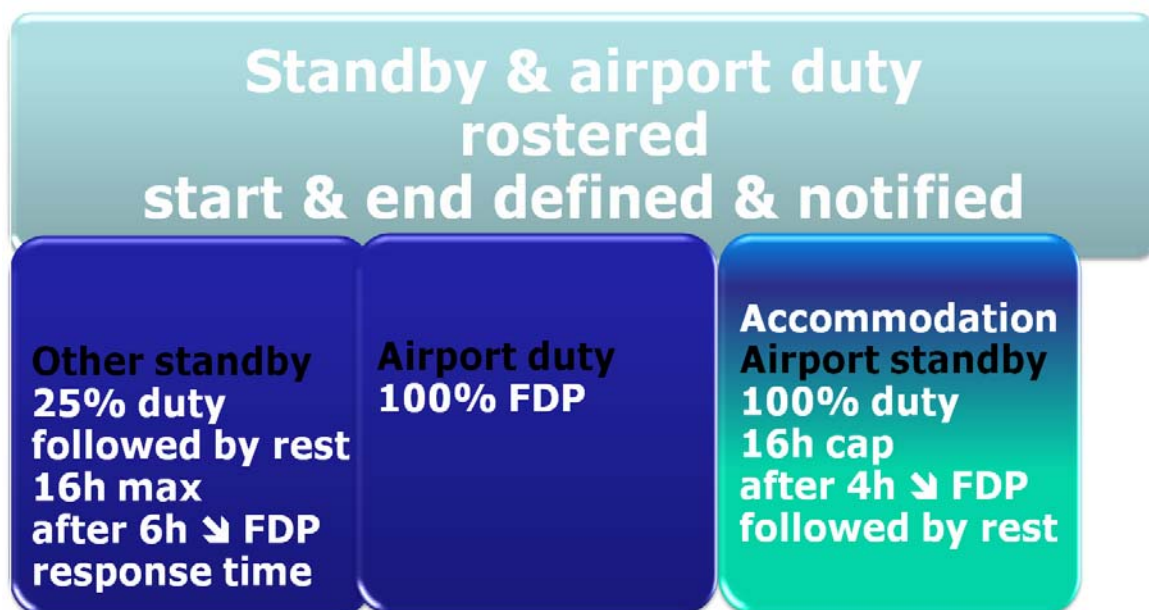 Standby & airport duty
rostered
start & end defined & notified
Other standby
25% duty
followed by rest
16h max
after 6h ➘ FDP
response time
Airport duty
100% FDP
Accommodation
Airport standby
100% duty
16h cap
after 4h ➘ FDP
followed by rest